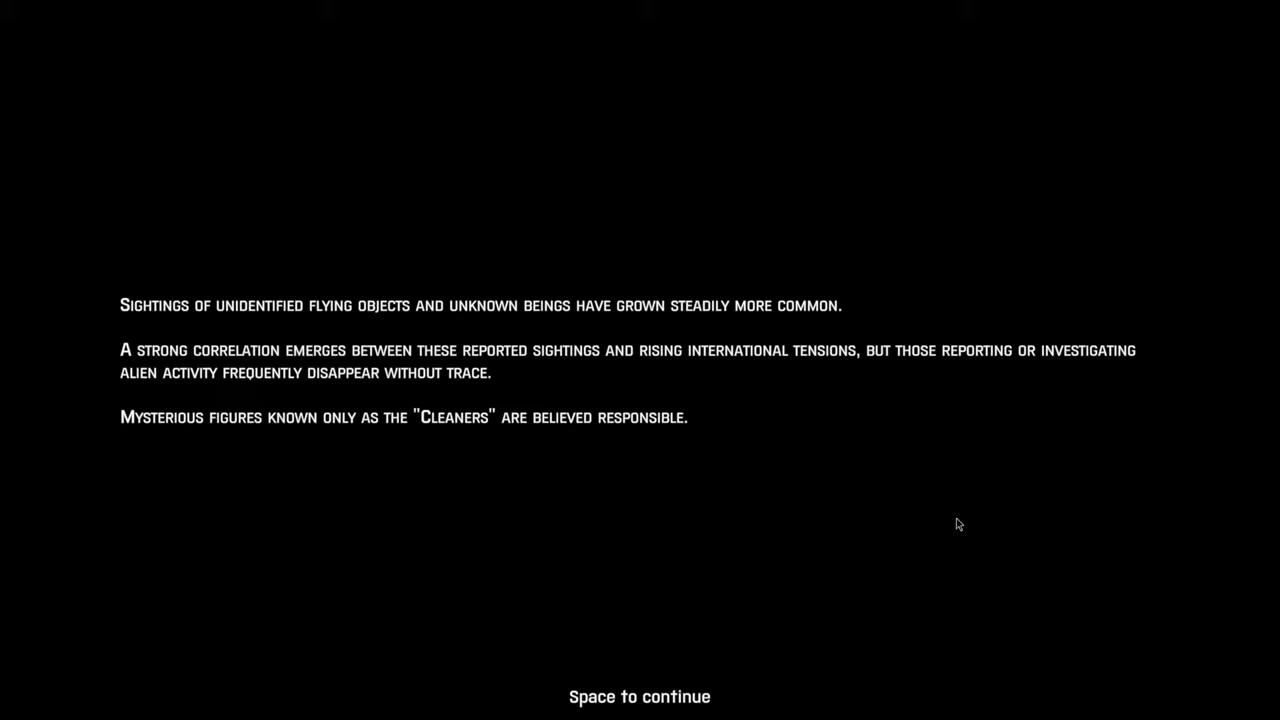 Sightings of unidentified flying objects and unknown beings have grown steadily more common.
A strong correlation emerges between these reported sightings and rising international tensions, but those reporting or investigating
alien activity frequently disappear without trace.
Mysterious figures known only as the "Cleaners" are believed responsible.
Space to continue